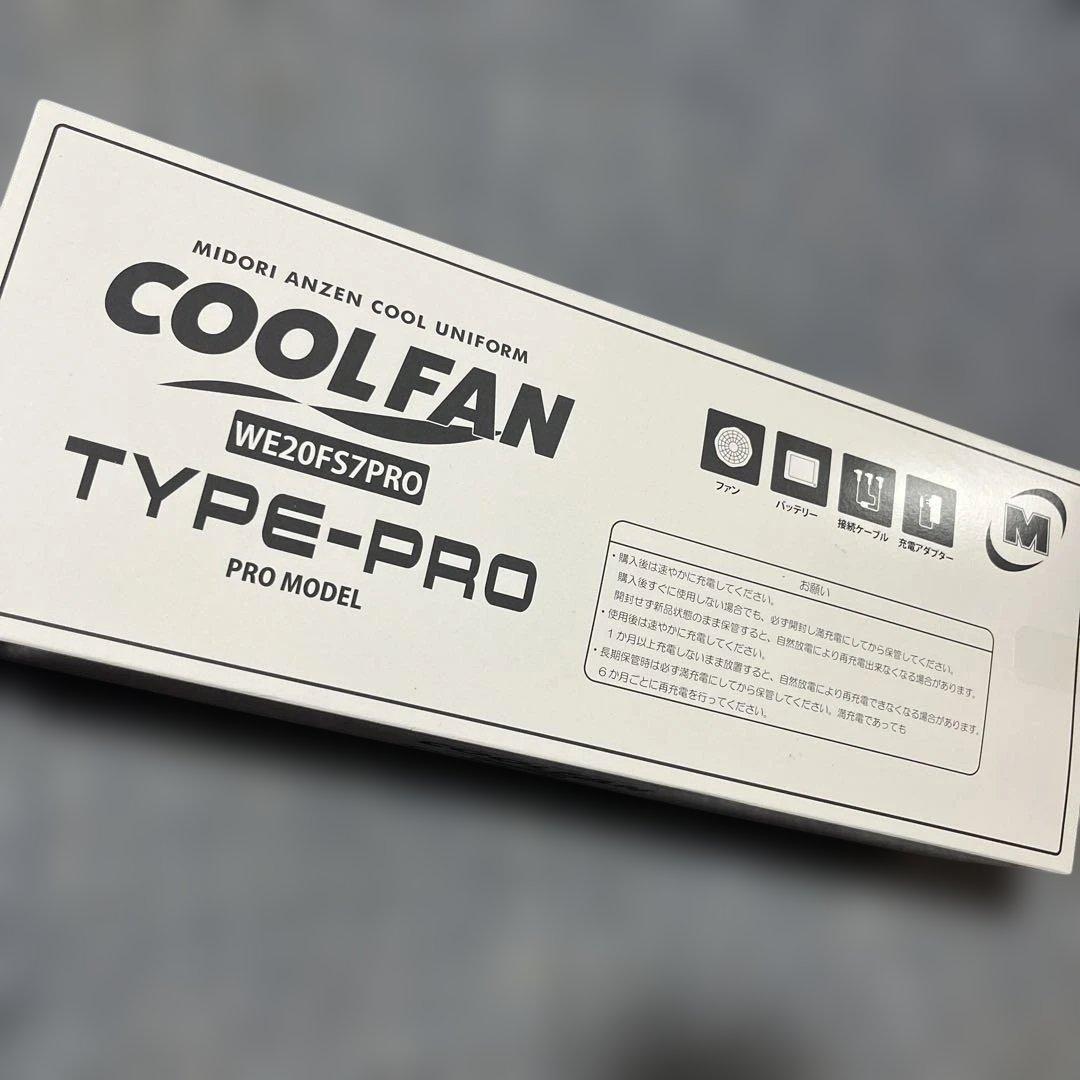 MIDORI ANZEN COOL UNIFORM
COOLFAN
WE20FS7PRO
TYPE-PRO
PRO MODEL
ファン
バッテリー
接続ケーブル
充電アダプター
M
お願い
・購入後は速やかに充電してください。
購入後すぐに使用しない場合でも、必ず開封し満充電にしてから保管してください。
開封せず新品状態のまま保管すると、自然放電により再充電出来なくなる場合があります。
・使用後は速やかに充電してください。
1か月以上充電しないまま放置すると、自然放電により再充電できなくなる場合があります。
・長期保管時は必ず満充電にしてから保管してください。満充電であっても
6か月ごとに再充電を行ってください。